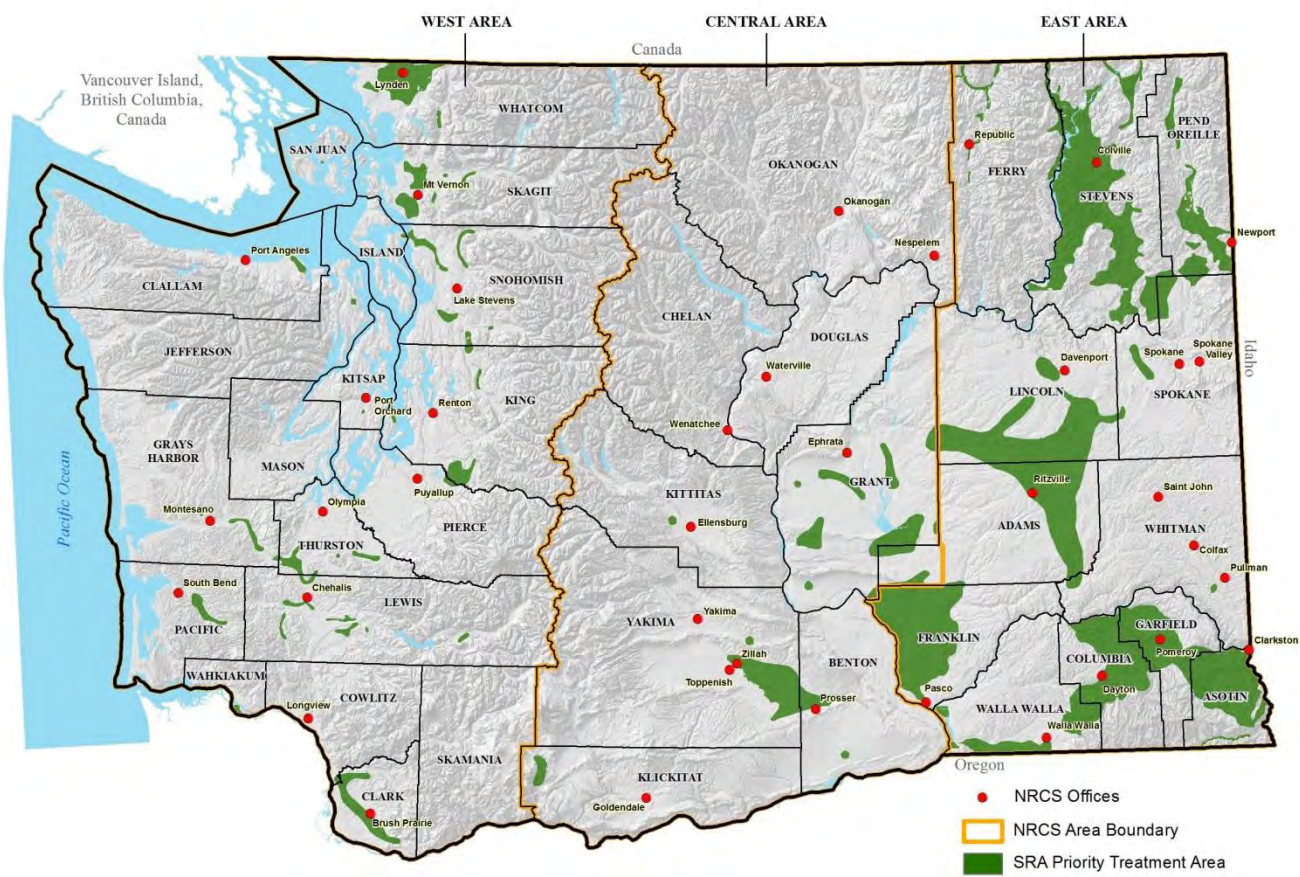 WEST AREA
CENTRAL AREA
EAST AREA
Canada
Vancouver Island,
British Columbia,
Canada
Lynden
WHATCOM
SAN JUAN
OKANOGAN
Republic
FERRY
PEND
OREILLE
Colville
STEVENS
Mt Vernon
SKAGIT
Okanogan
Newport
Port Angeles
ISLAND
Nespelem
CLALLAM
SNOHOMISH
Lake Stevens
CHELAN
DOUGLAS
JEFFERSON
KITSAP
Port
Orchard
Renton
KING
Waterville
Davenport
LINCOLN
Spokane
Spokane
Valley
SPOKANE
Idaho
Wenatchee
GRAYS
HARBOR
MASON
Ephrata
GRANT
Pacific Ocean
Puyallup
KITTITAS
Ritzville
Saint John
Montesano
Olympia
PIERCE
Ellensburg
ADAMS
WHITMAN
THURSTON
Colfax
South Bend
Chehalis
LEWIS
Pullman
PACIFIC
YAKIMA
Yakima
FRANKLIN
GARFIELD
Clarkston
WAHKIAKUM
Zillah
Toppenish
BENTON
COLUMBIA
Pomeroy
COWLITZ
Prosser
Pasco
Dayton
ASOTIN
Longview
WALLA WALLA
Walla Walla
SKAMANIA
Oregon
KLICKITAT
Goldendale
CLARK
Brush Prairie
NRCS Offices
NRCS Area Boundary
SRA Priority Treatment Area